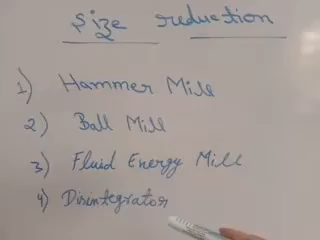 Size reduction
1) Hammer Mill
2) Ball Mill
3) Fluid Energy Mill
4) Disintegrator